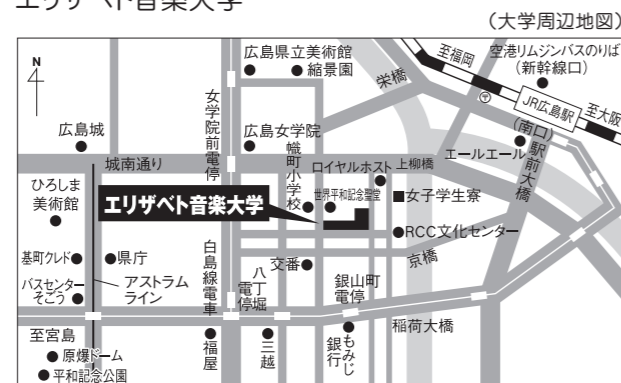 エリザベト音楽大学
（大学周辺地図）
N
広島県立美術館
縮景園
栄橋
至福岡
空港リムジンバスのりば
（新幹線口）
JR広島駅
至大阪
（南口）
駅前大橋
エールエール
女学院前電停
広島城
広島女学院
城南通り
幟町小学校
ロイヤルホスト
上柳橋
世界平和記念聖堂
女子学生寮
ひろしま
美術館
エリザベト音楽大学
RCC文化センター
京橋
基町クレド
県庁
バスセンター
そごう
アストラム
ライン
白島線電車
八丁堀
電停
交番
銀山町
電停
稲荷大橋
至宮島
原爆ドーム
平和記念公園
福屋
三越
もみじ
銀行